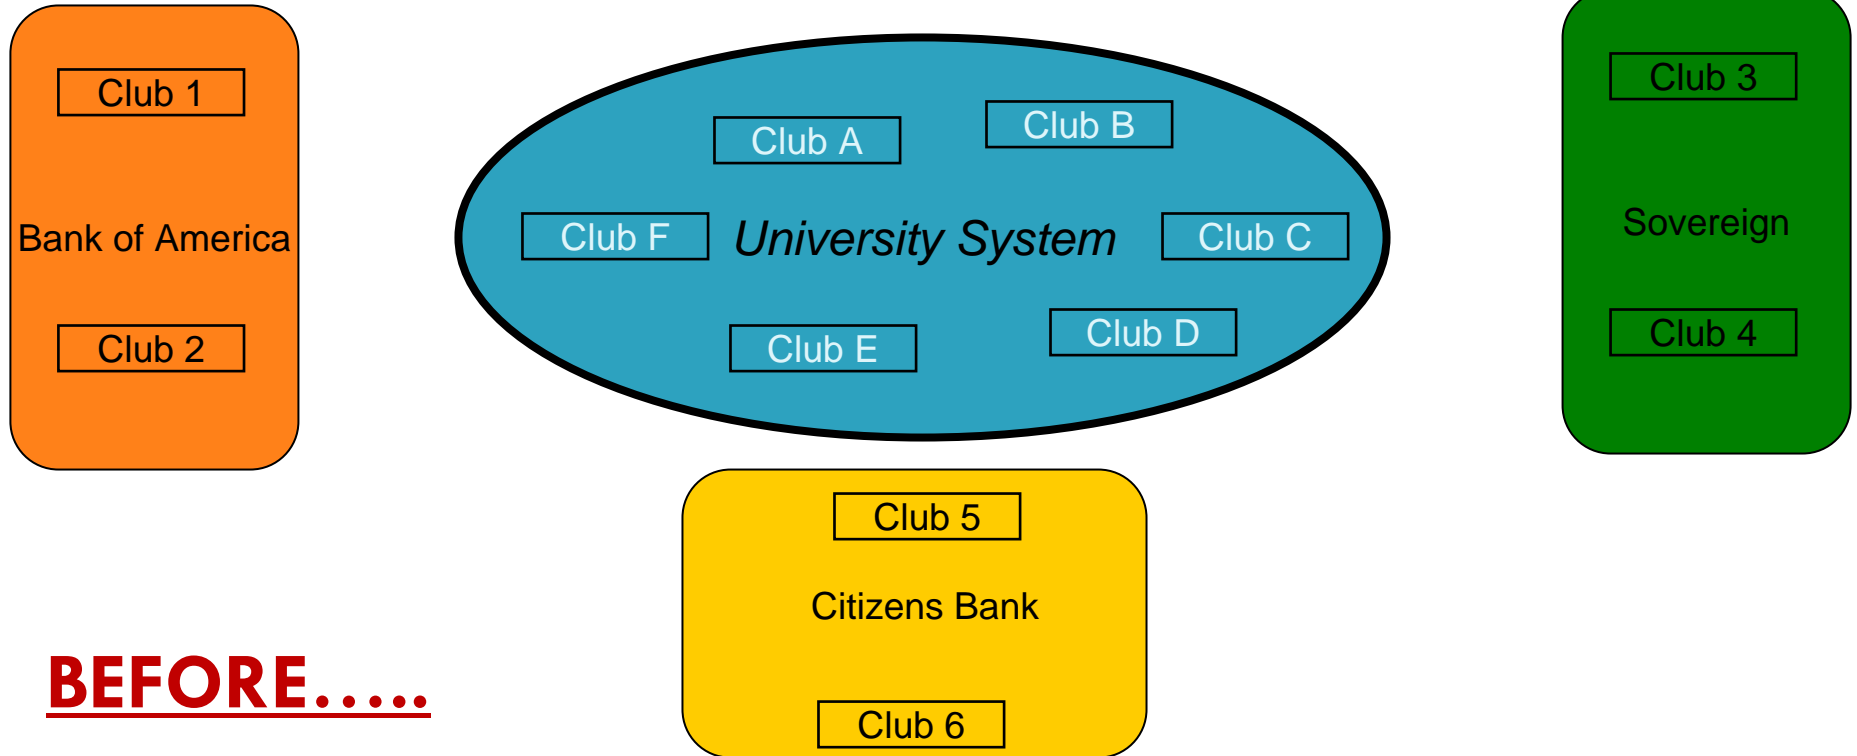 Club 1
Bank of America
Club 2
Club A
Club B
Club F
University System
Club C
Club E
Club D
Club 3
Sovereign
Club 4
Club 5
Citizens Bank
Club 6
BEFORE…..